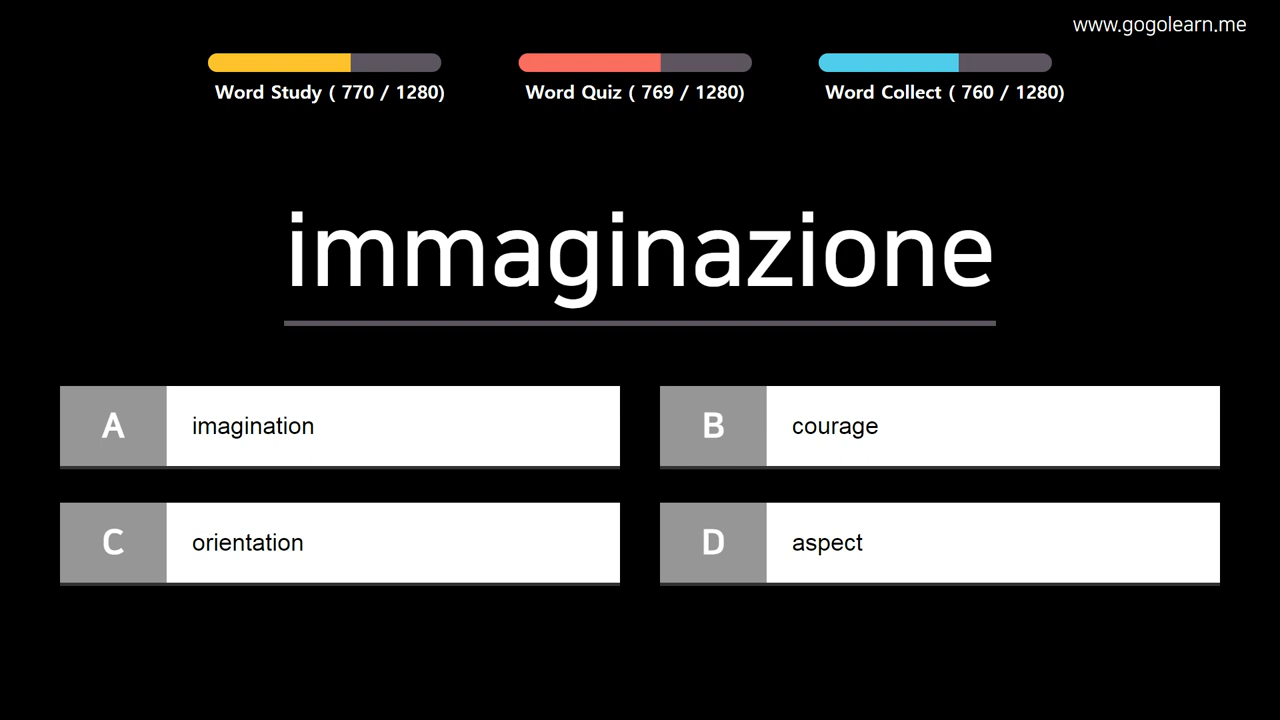 www.gogolearn.me
Word Study ( 770 / 1280)
Word Quiz ( 769 / 1280)
Word Collect ( 760 / 1280)
immaginazione
A imagination
B courage
C orientation
D aspect